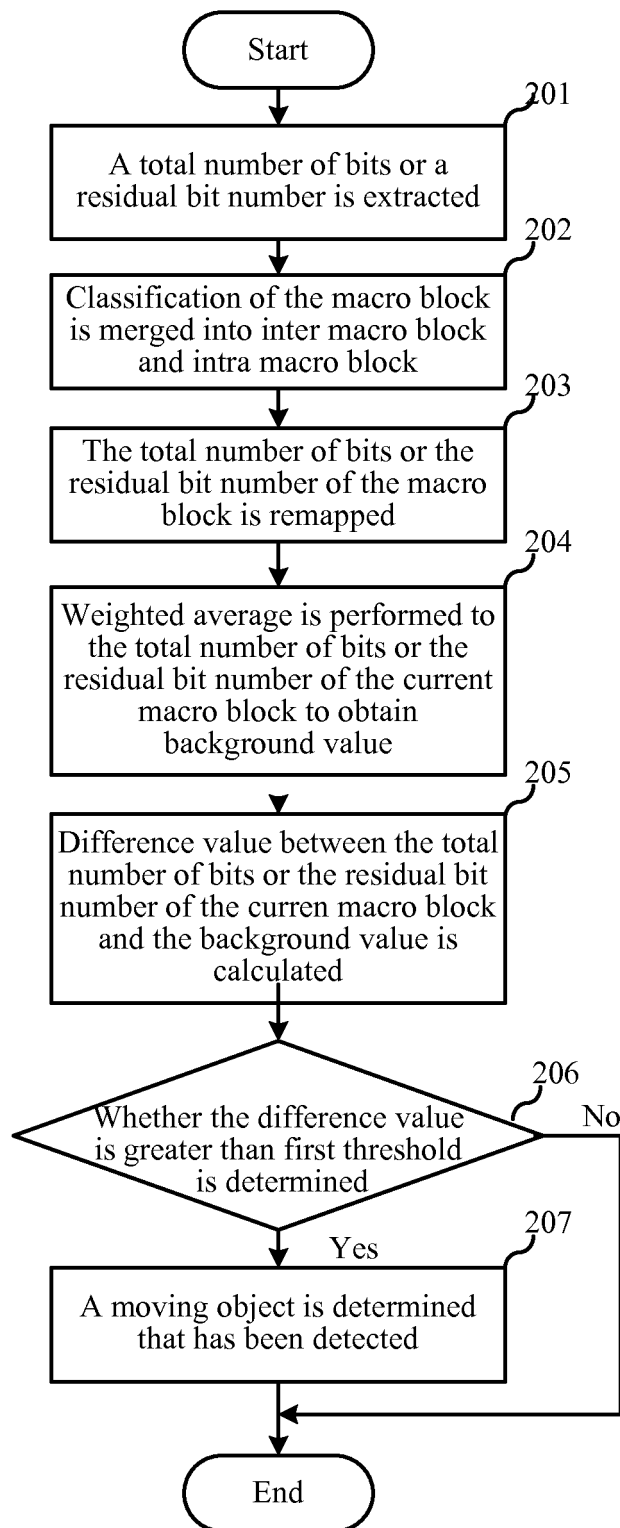 Start
201
A total number of bits or a
residual bit number is extracted
202
Classification of the macro block
is merged into inter macro block
and intra macro block
203
The total number of bits or the
residual bit number of the macro
block is remapped
204
Weighted average is performed to
the total number of bits or the
residual bit number of the current
macro block to obtain
background value
205
Difference value between the total
number of bits or the residual bit
number of the curren macro block
and the background value is
calculated
206
Whether the difference value
is greater than first threshold
is determined
No
Yes
207
A moving object is determined
that has been detected
End